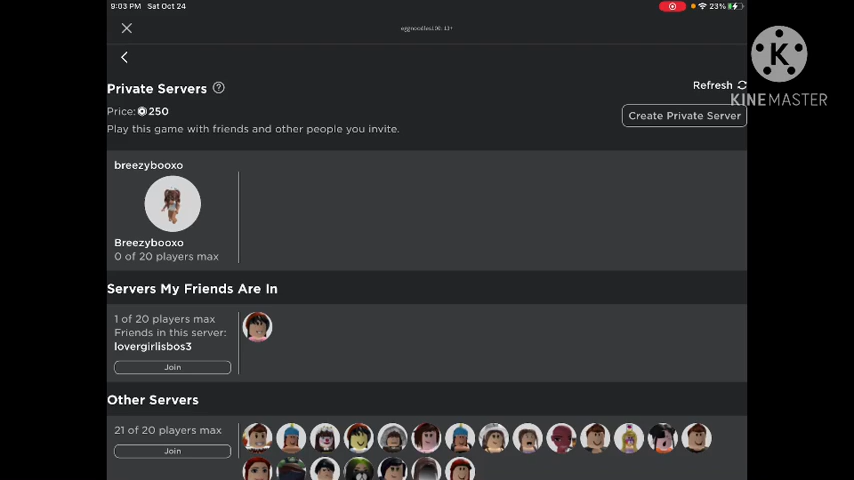 9:03 PM Sat Oct 24 23%
eggnoodles130: 13+
Private Servers ?
Refresh
K
KINEMASTER
Price: 250
Create Private Server
Play this game with friends and other people you invite.
breezybooxo
Breezybooxo
0 of 20 players max
Servers My Friends Are In
1 of 20 players max
Friends in this server:
lovergirlisbos3
Join
Other Servers
21 of 20 players max
Join